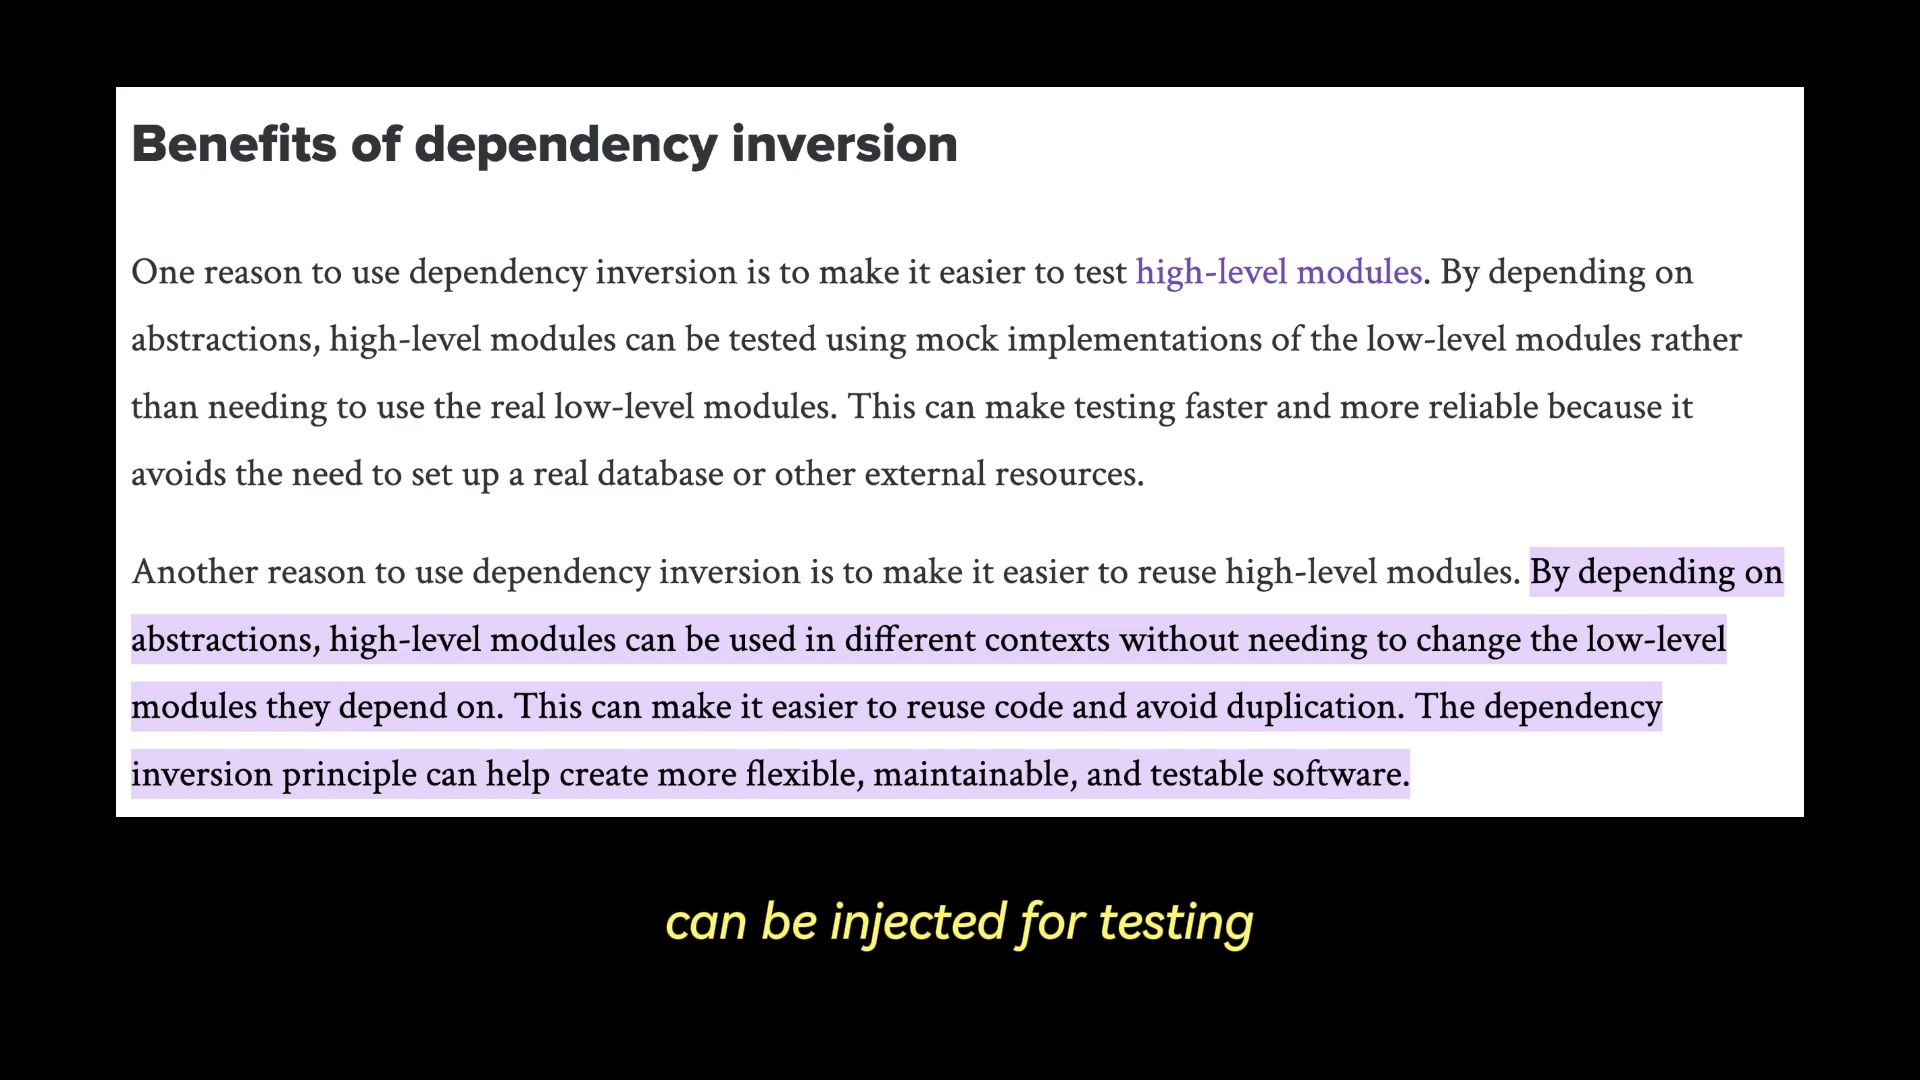 Benefits of dependency inversion
One reason to use dependency inversion is to make it easier to test high-level modules. By depending on
abstractions, high-level modules can be tested using mock implementations of the low-level modules rather
than needing to use the real low-level modules. This can make testing faster and more reliable because it
avoids the need to set up a real database or other external resources.
Another reason to use dependency inversion is to make it easier to reuse high-level modules. By depending on
abstractions, high-level modules can be used in different contexts without needing to change the low-level
modules they depend on. This can make it easier to reuse code and avoid duplication. The dependency
inversion principle can help create more flexible, maintainable, and testable software.
can be injected for testing